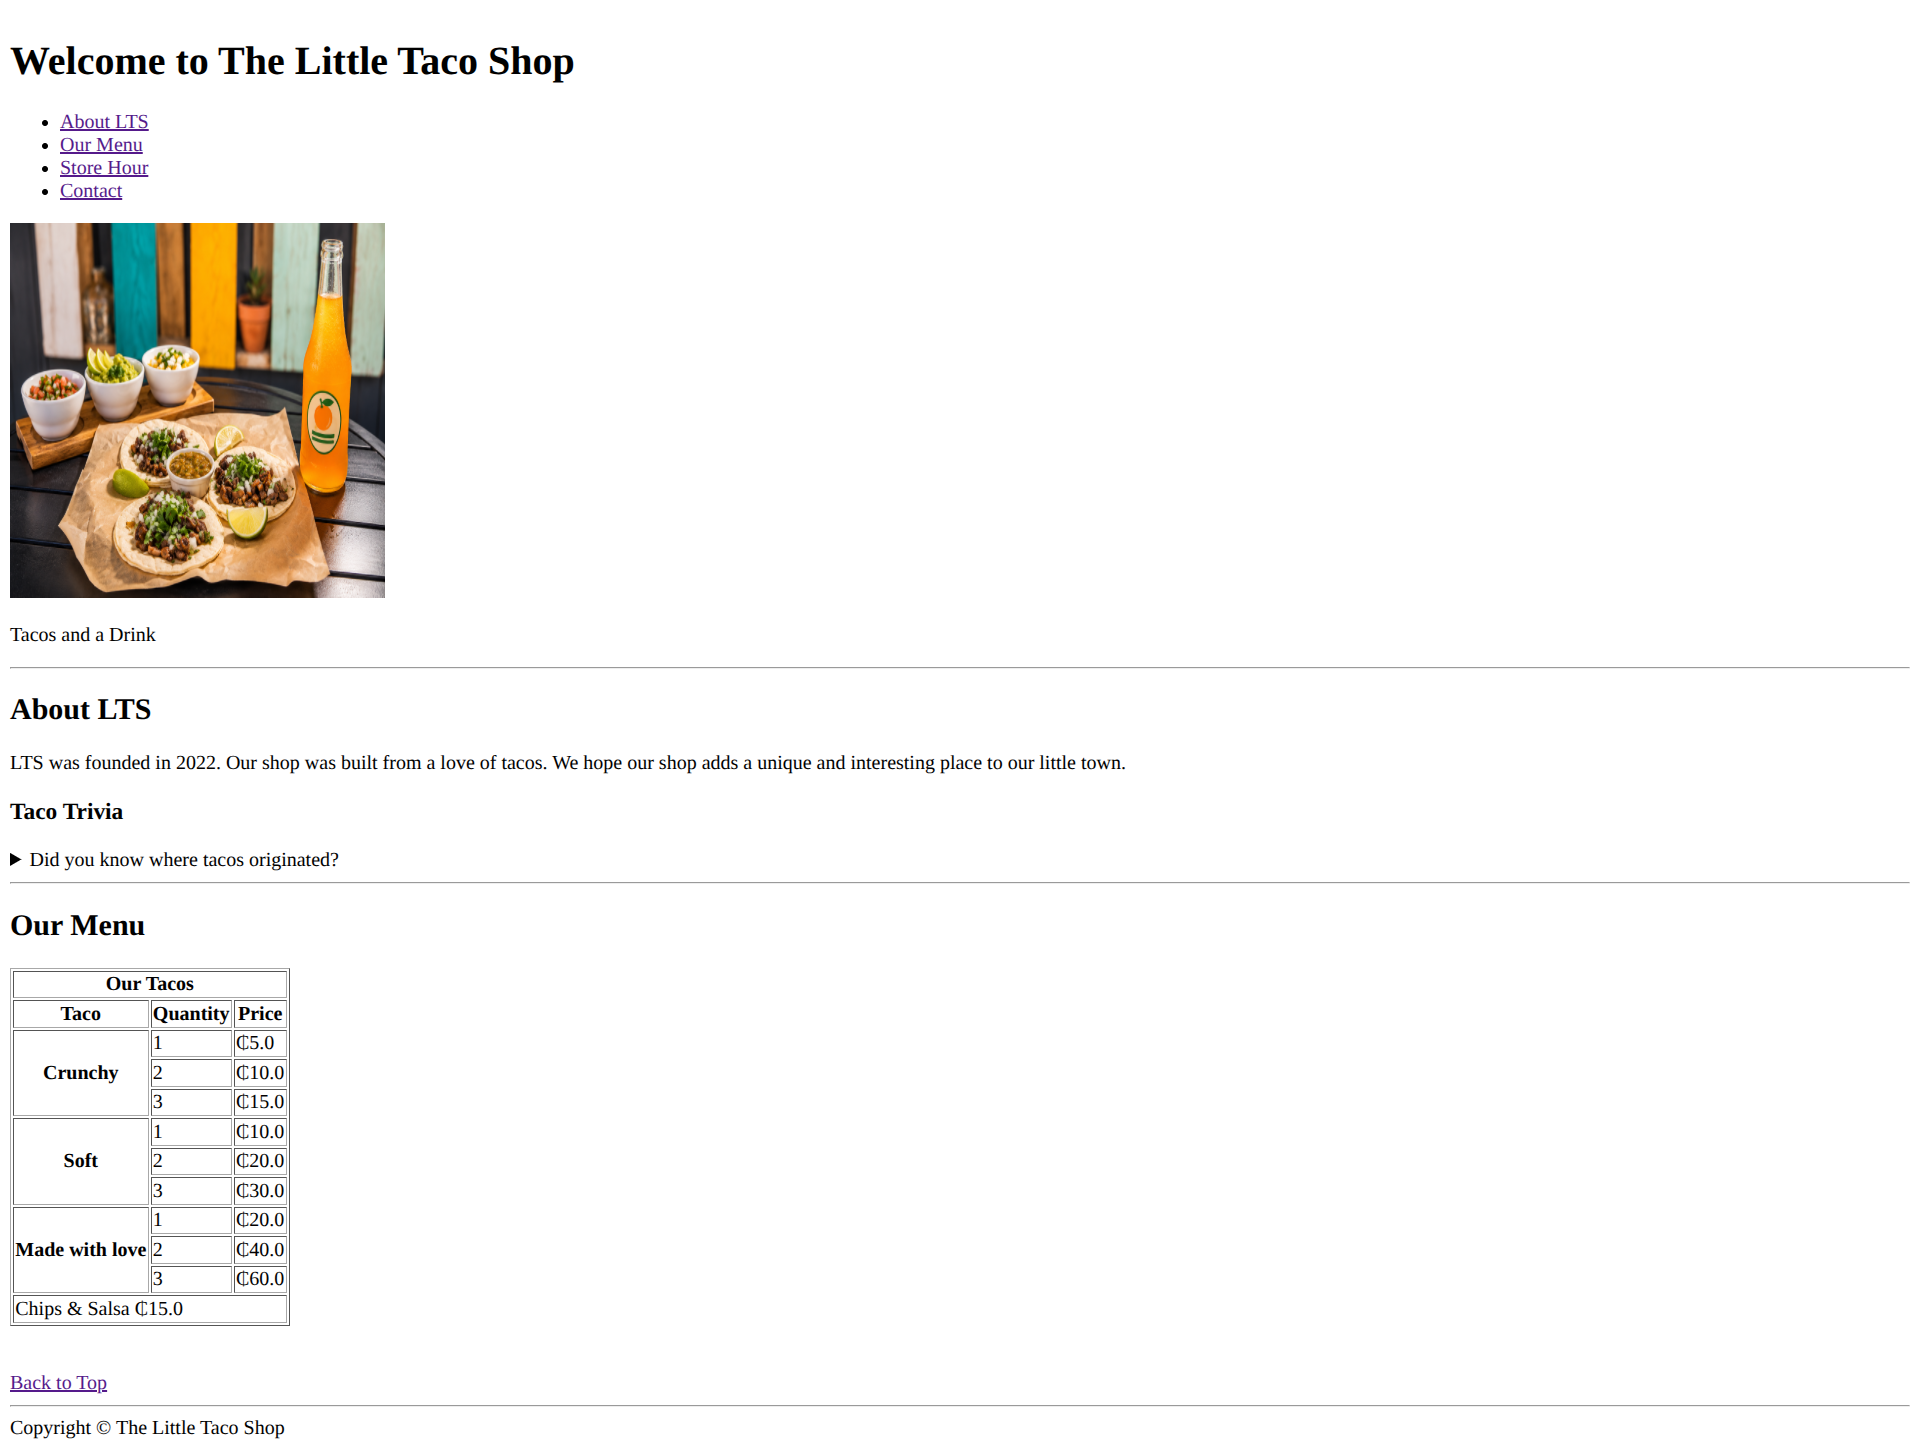 Welcome to The Little Taco Shop
About LTS
Our Menu
Store Hour
Contact
Tacos and a Drink
About LTS
LTS was founded in 2022. Our shop was built from a love of tacos. We hope our shop adds a unique and interesting place to our little town.
Taco Trivia
Did you know where tacos originated?
Our Menu
Our Tacos
Taco Quantity Price
Crunchy 1 ₵5.0
2 ₵10.0
3 ₵15.0
Soft 1 ₵10.0
2 ₵20.0
3 ₵30.0
Made with love 1 ₵20.0
2 ₵40.0
3 ₵60.0
Chips & Salsa ₵15.0
Back to Top
Copyright © The Little Taco Shop